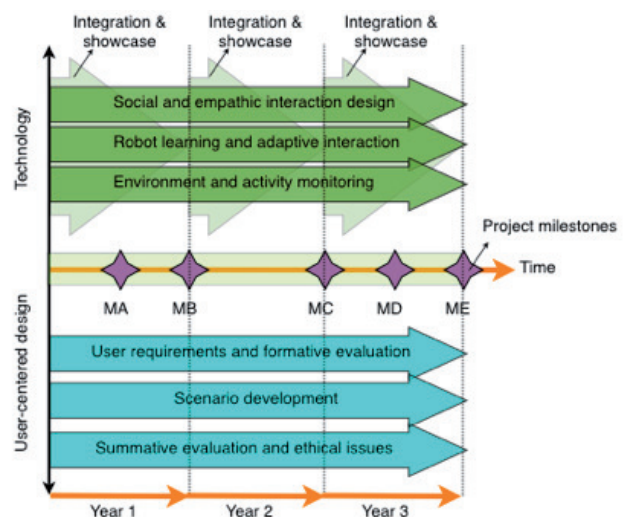 Integration &
showcase
Integration &
showcase
Integration &
showcase
Technology
Social and empathic interaction design
Robot learning and adaptive interaction
Environment and activity monitoring
Project milestones
Time
MA
MB
MC
MD
ME
User-centered design
User requirements and formative evaluation
Scenario development
Summative evaluation and ethical issues
Year 1
Year 2
Year 3